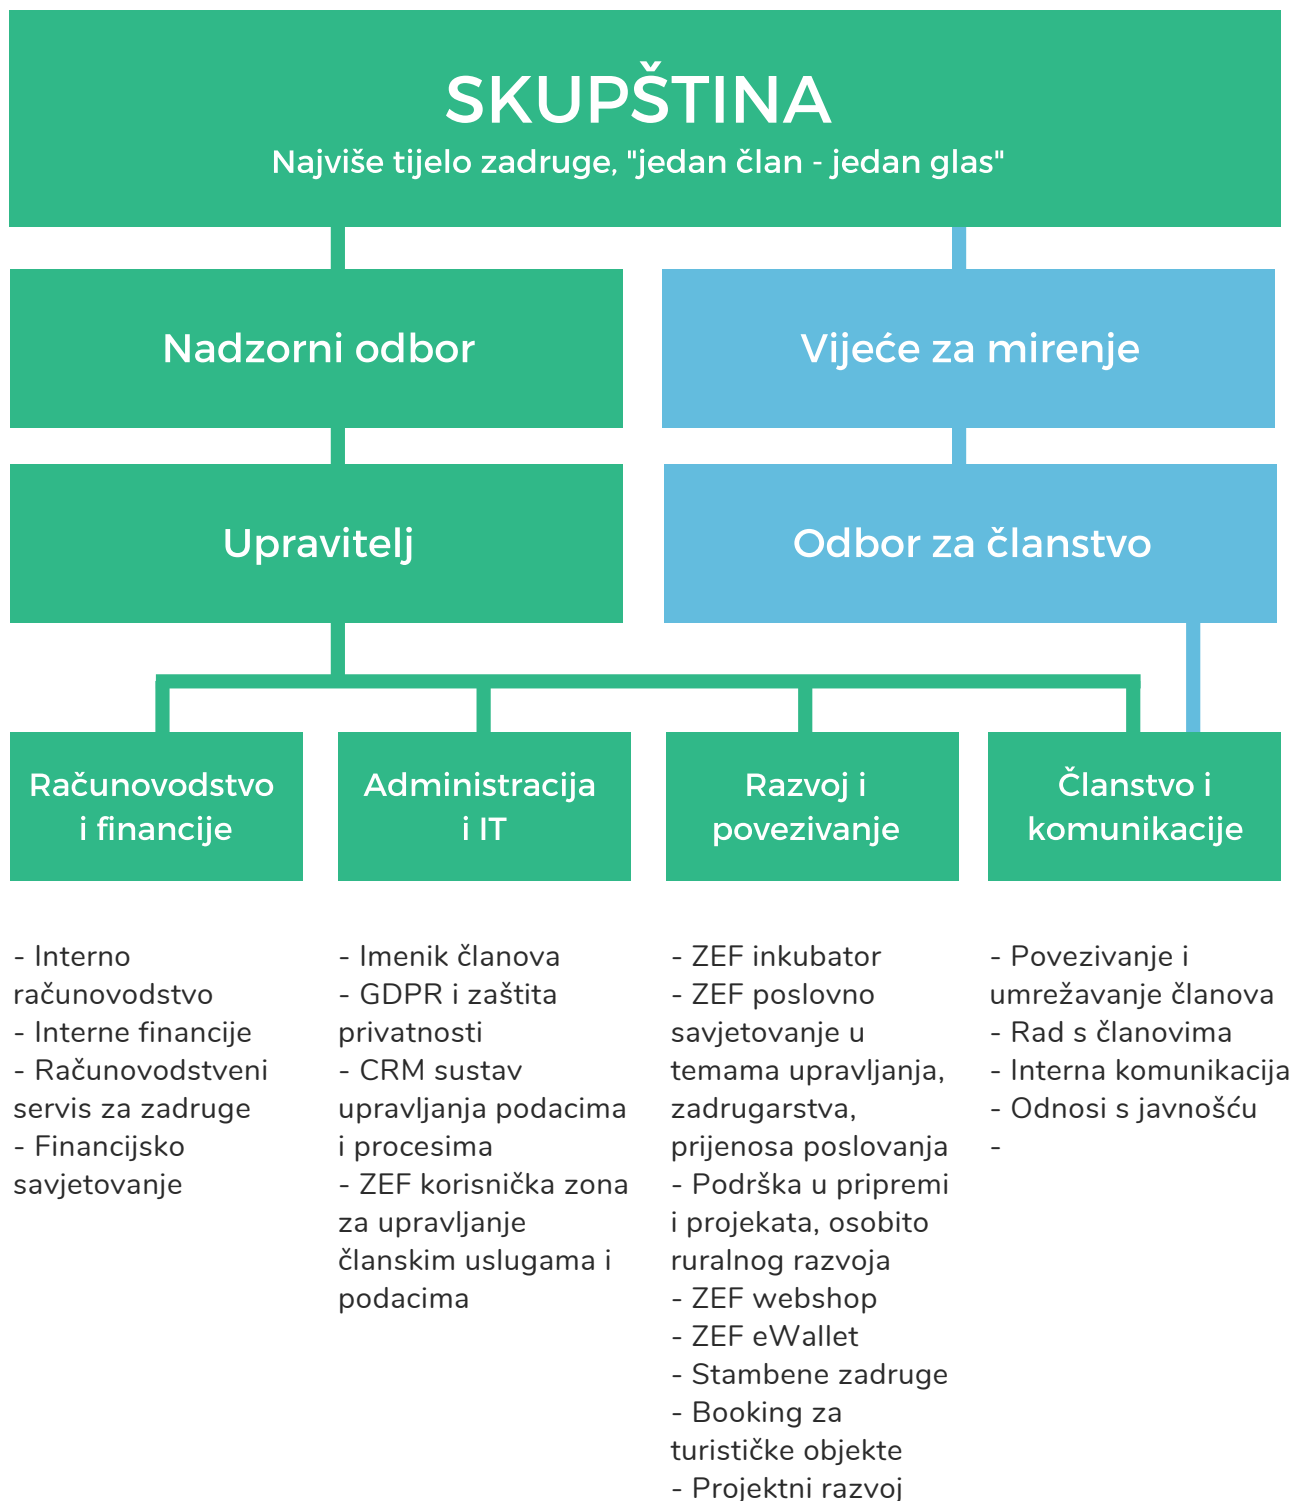 SKUPŠTINA
Najviše tijelo zadruge, "jedan član - jedan glas"
Nadzorni odbor
Vijeće za mirenje
Upravitelj
Odbor za članstvo
Računovodstvo
i financije
Administracija
i IT
Razvoj i
povezivanje
Članstvo i
komunikacije
- Interno
računovodstvo
- Interne financije
- Računovodstveni
servis za zadruge
- Financijsko
savjetovanje
- Imenik članova
- GDPR i zaštita
privatnosti
- CRM sustav
upravljanja podacima
i procesima
- ZEF korisnička zona
za upravljanje
članskim uslugama i
podacima
- ZEF inkubator
- ZEF poslovno
savjetovanje u
temama upravljanja,
zadrugarstva,
prijenosa poslovanja
- Podrška u pripremi
i projekata, osobito
ruralnog razvoja
- ZEF webshop
- ZEF eWallet
- Stambene zadruge
- Booking za
turističke objekte
- Projektni razvoj
- Povezivanje i
umrežavanje članova
- Rad s članovima
- Interna komunikacija
- Odnosi s javnošću
-